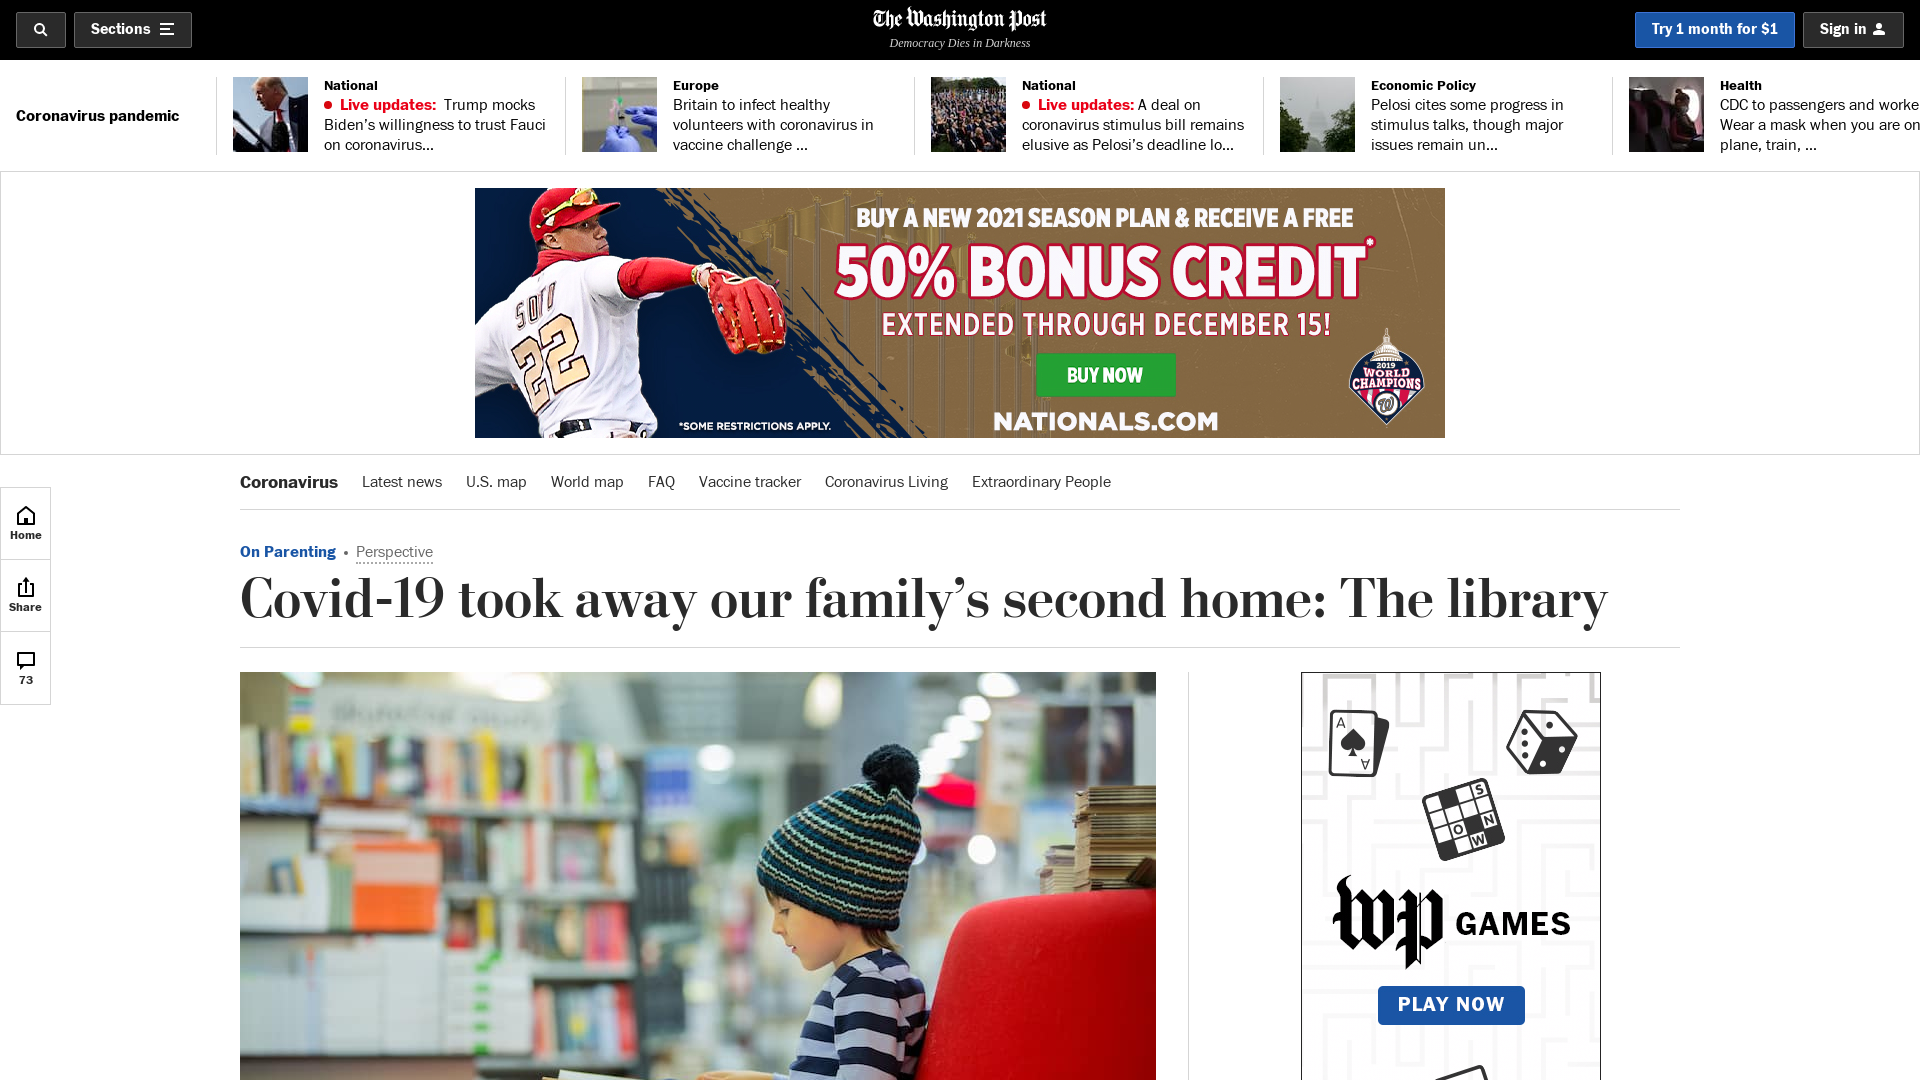 Sections
The Washington Post
Democracy Dies in Darkness
Try 1 month for $1
Sign in
Coronavirus pandemic
National
Live updates: Trump mocks
Biden’s willingness to trust Fauci
on coronavirus...
Europe
Britain to infect healthy
volunteers with coronavirus in
vaccine challenge ...
National
Live updates: A deal on
coronavirus stimulus bill remains
elusive as Pelosi’s deadline lo...
Economic Policy
Pelosi cites some progress in
stimulus talks, though major
issues remain un...
Health
CDC to passengers and worke
Wear a mask when you are on
plane, train, ...
BUY A NEW 2021 SEASON PLAN & RECEIVE A FREE
50% BONUS CREDIT*
EXTENDED THROUGH DECEMBER 15!
BUY NOW
NATIONALS.COM
*SOME RESTRICTIONS APPLY.
SOTO
22
2019
WORLD
CHAMPIONS
W
Coronavirus
Latest news
U.S. map
World map
FAQ
Vaccine tracker
Coronavirus Living
Extraordinary People
Home
Share
73
On Parenting • Perspective
Covid-19 took away our family’s second home: The library
A
A
S
O N
W
wp GAMES
PLAY NOW